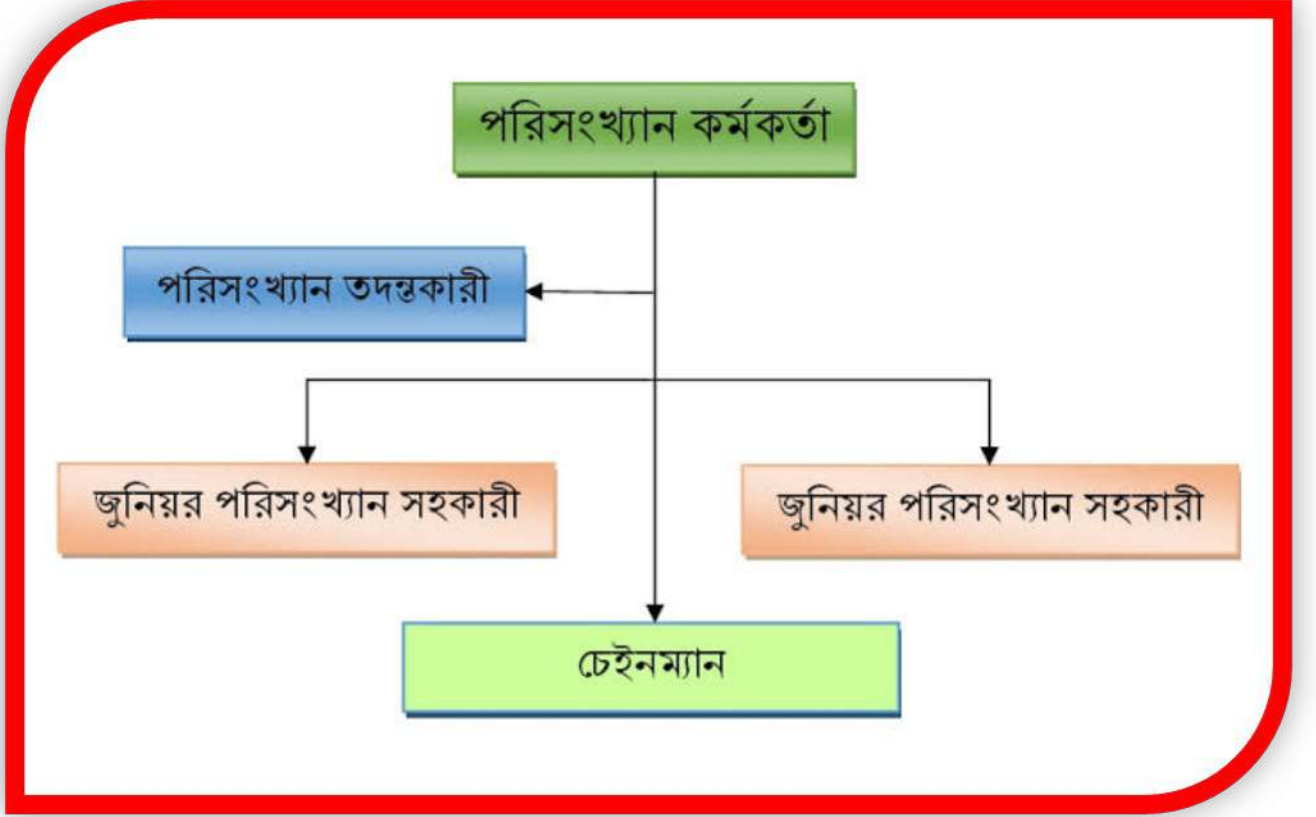 পরিসংখ্যান কর্মকর্তা
পরিসংখ্যান তদন্তকারী
জুনিয়র পরিসংখ্যান সহকারী
জুনিয়র পরিসংখ্যান সহকারী
চেইনম্যান